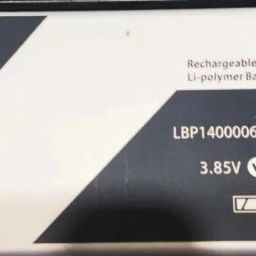 Rechargeable
Li-polymer Ba
LBP1400006
3.85V